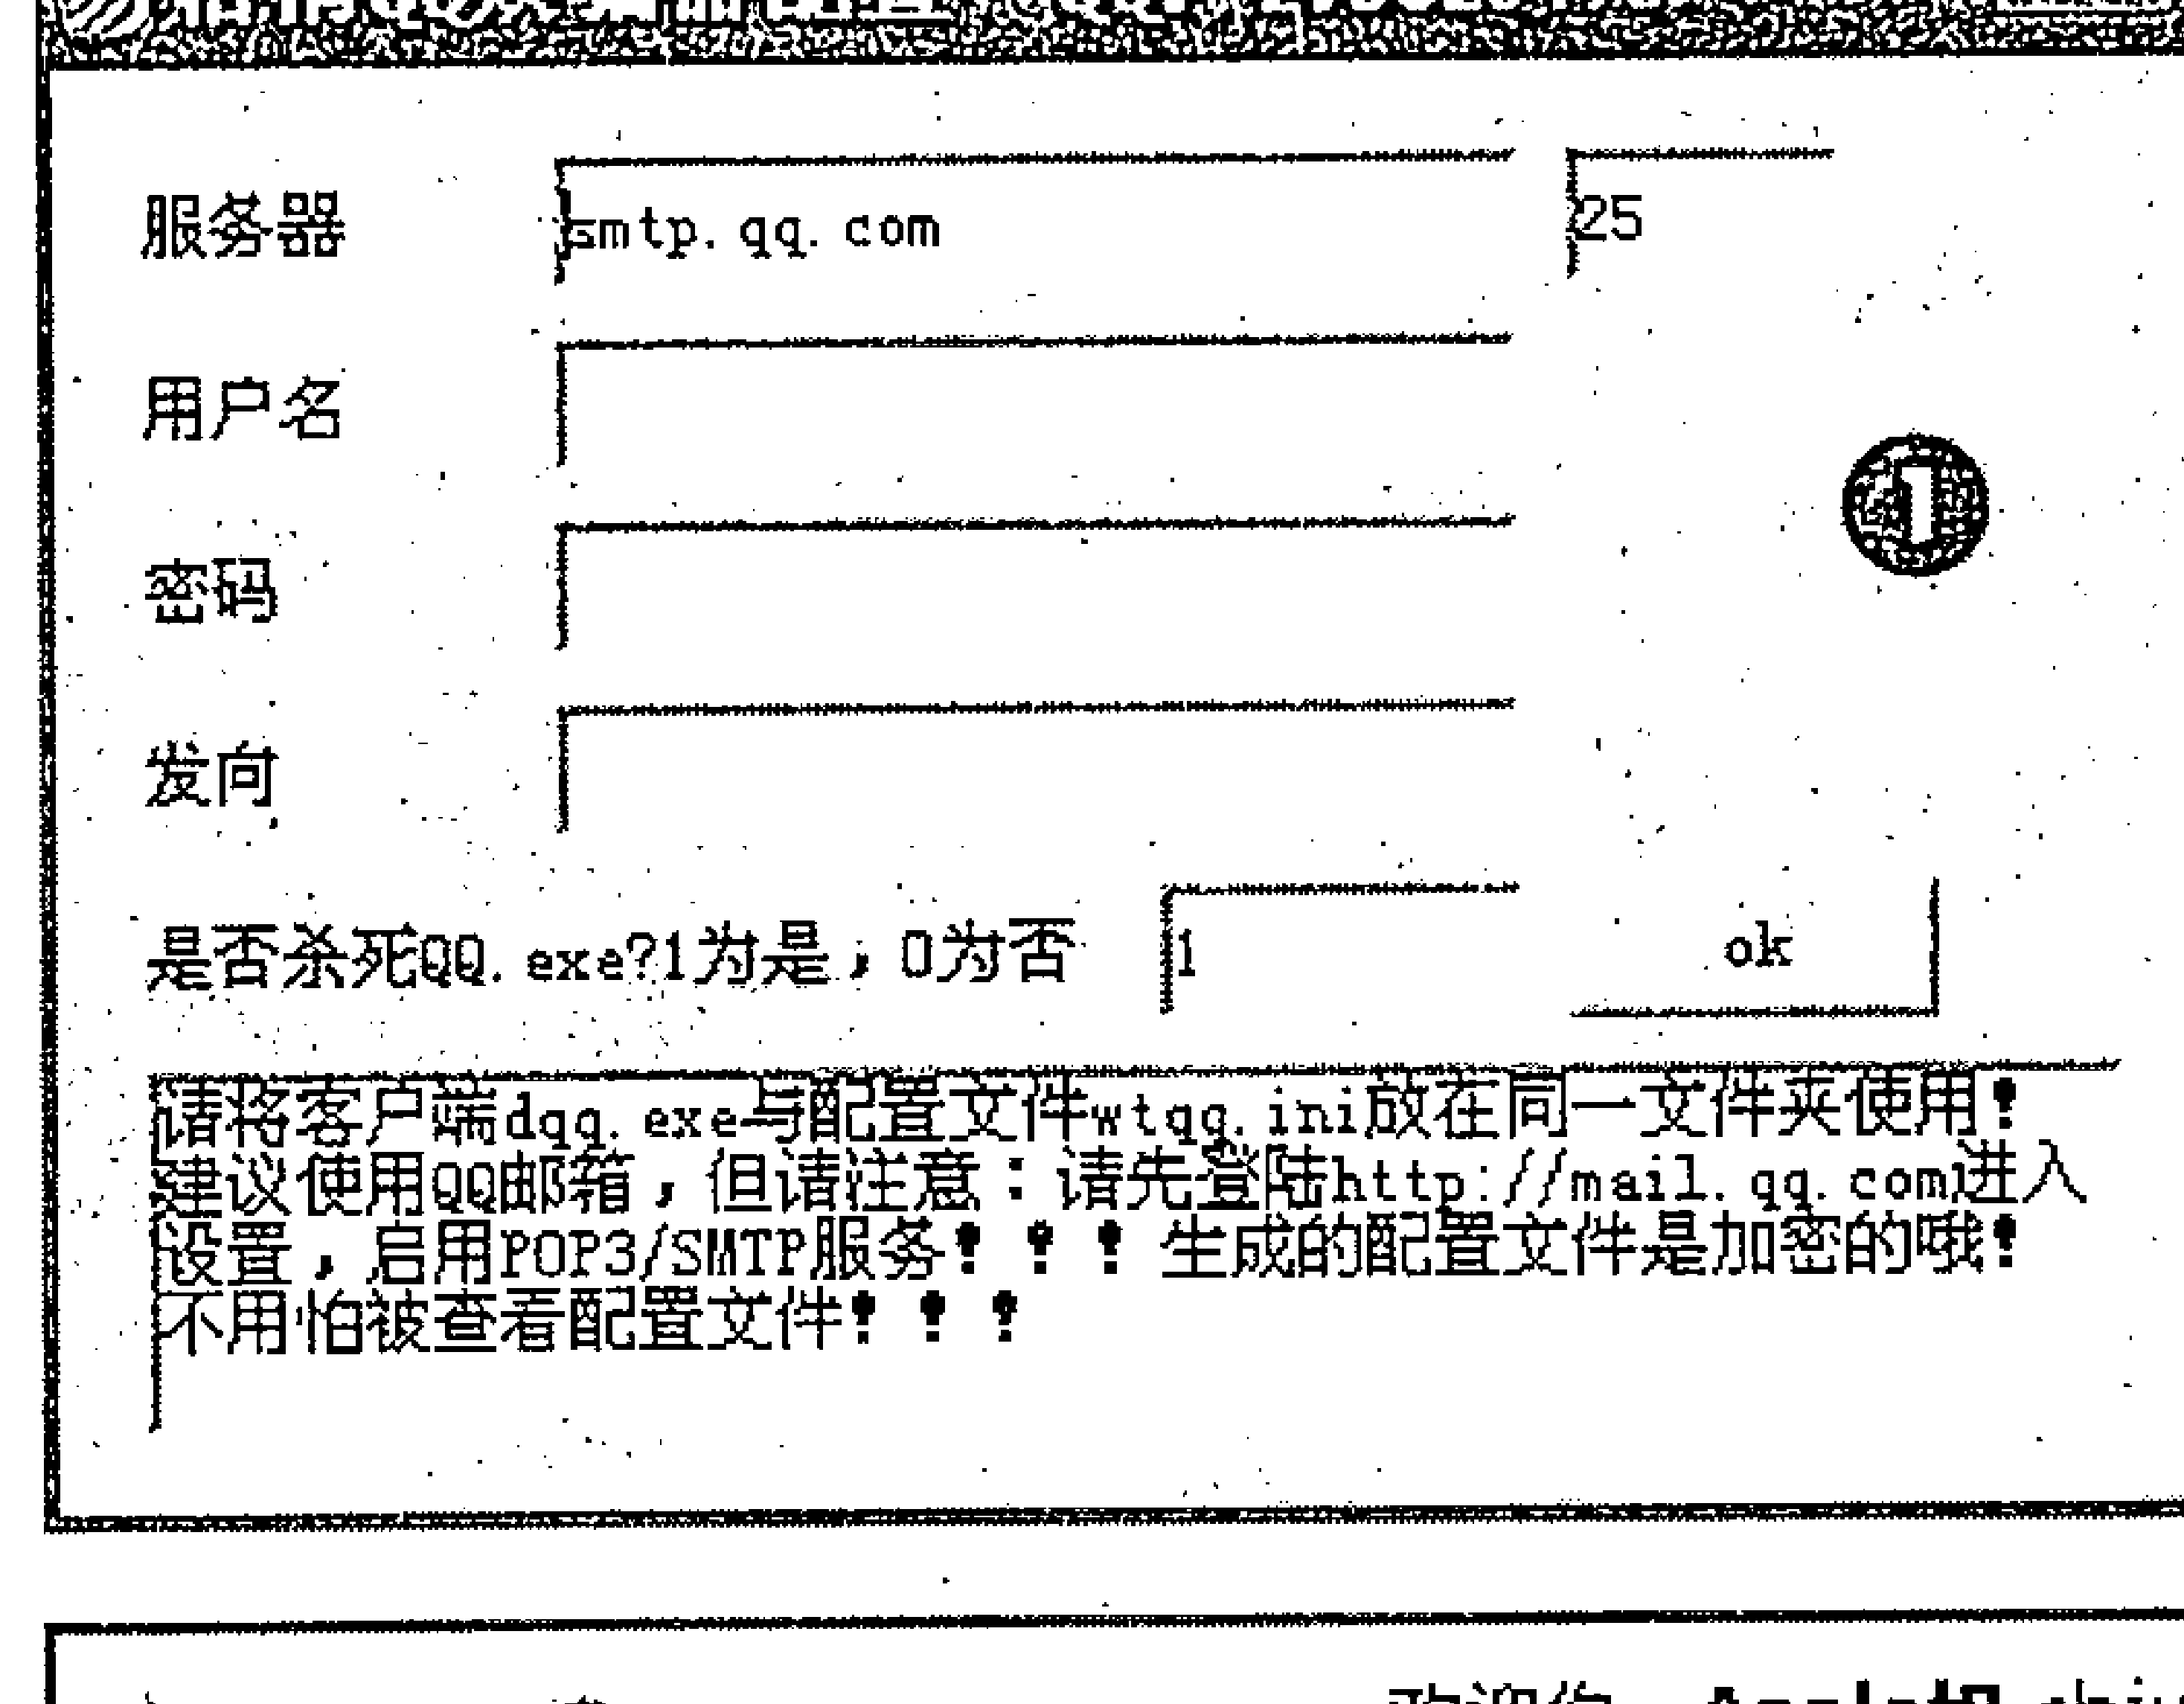 服务器 smtp.qq.com 25
用户名
密码
发向
是否杀死QQ.exe?1为是，0为否 1 ok
请将客户端dqq.exe与配置文件wtqq.ini放在同一文件夹使用！
建议使用QQ邮箱，但请注意：请先登陆http://mail.qq.com进入
设置，启用POP3/SMTP服务！！！生成的配置文件是加密的哦！
不用怕被查看配置文件！！！
1
欢迎你